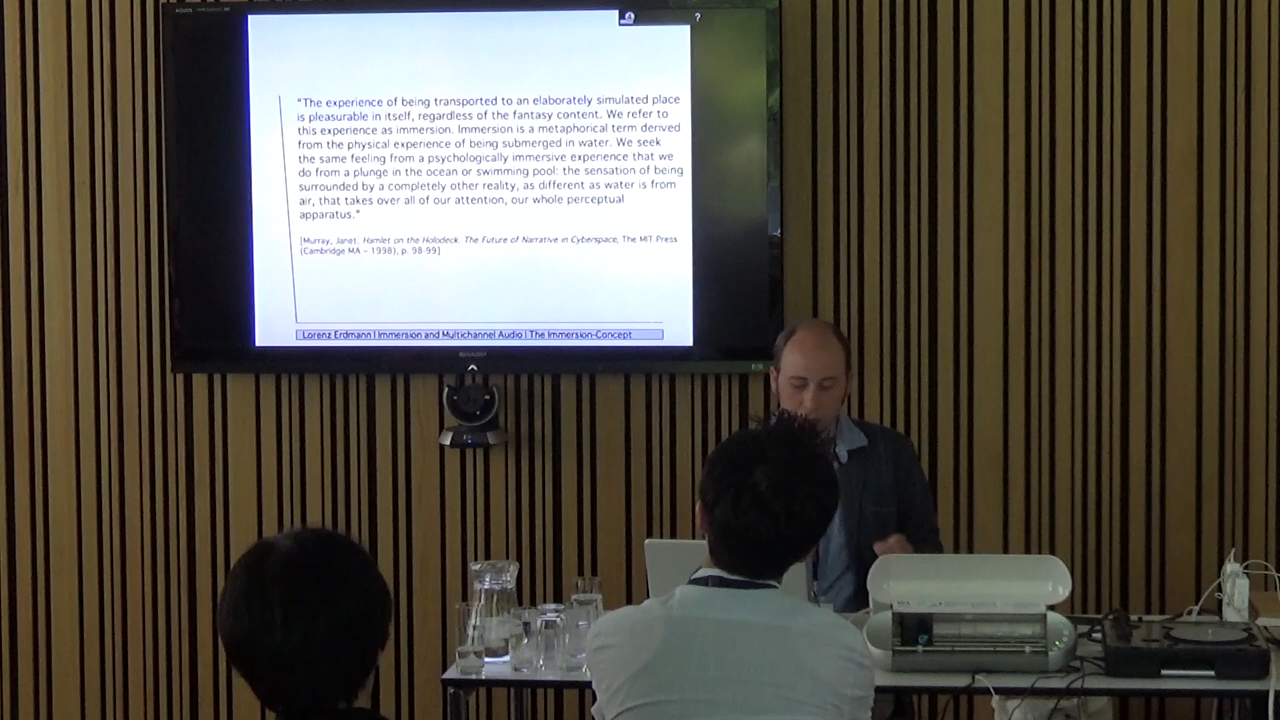 AQUOS
?
"The experience of being transported to an elaborately simulated place
is pleasurable in itself, regardless of the fantasy content. We refer to
this experience as immersion. Immersion is a metaphorical term derived
from the physical experience of being submerged in water. We seek
the same feeling from a psychologically immersive experience that we
do from a plunge in the ocean or swimming pool: the sensation of being
surrounded by a completely other reality, as different as water is from
air, that takes over all of our attention, our whole perceptual
apparatus."
[Murray, Janet. Hamlet on the Holodeck. The Future of Narrative in Cyberspace, The MIT Press
(Cambridge MA – 1998), p. 98-99]
Lorenz Erdmann | Immersion and Multichannel Audio | The Immersion-Concept
SHARP